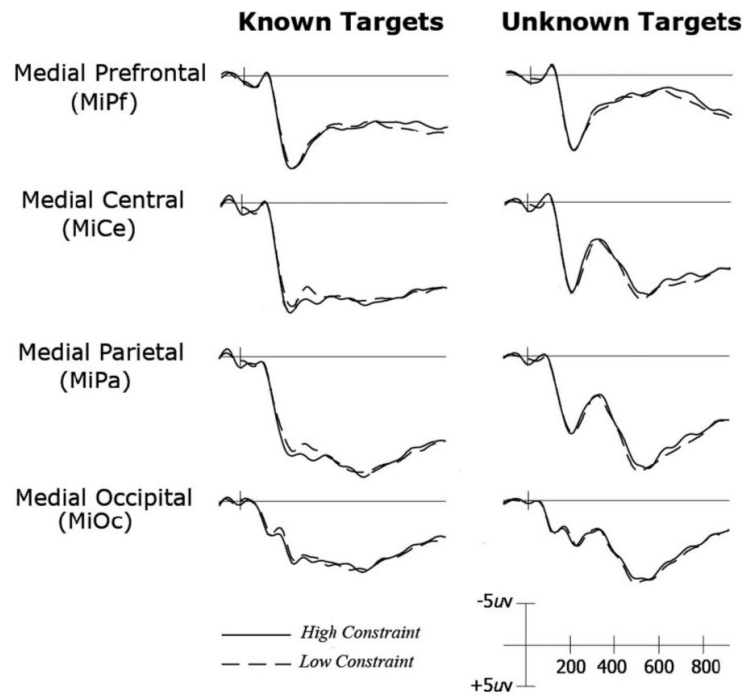 Known Targets
Unknown Targets
Medial Prefrontal
(MiPf)
Medial Central
(MiCe)
Medial Parietal
(MiPa)
Medial Occipital
(MiOc)
High Constraint
Low Constraint
-5uV
200 400 600 800
+5uV